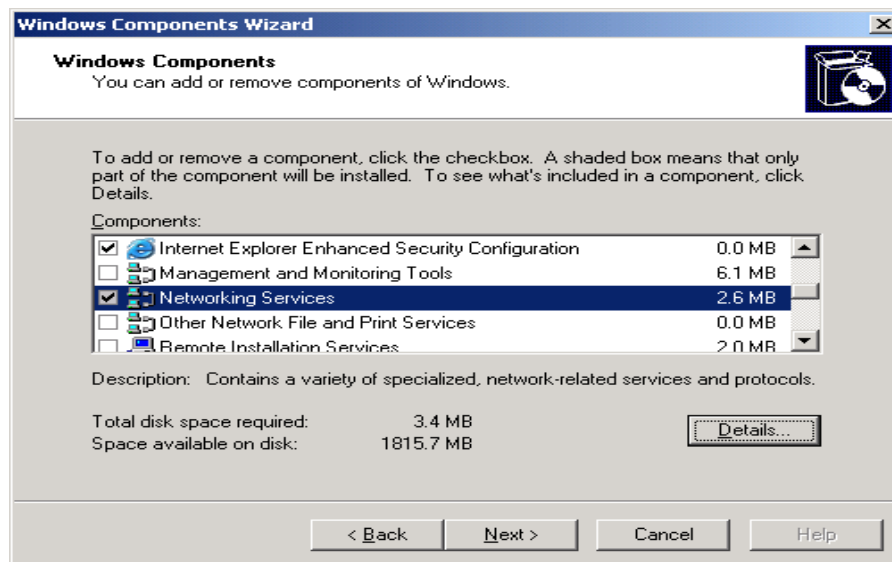 Windows Components Wizard
Windows Components
You can add or remove components of Windows.
To add or remove a component, click the checkbox. A shaded box means that only
part of the component will be installed. To see what's included in a component, click
Details.
Components:
Internet Explorer Enhanced Security Configuration 0.0 MB
Management and Monitoring Tools 6.1 MB
Networking Services 2.6 MB
Other Network File and Print Services 0.0 MB
Remote Installation Services 2.0 MB
Description: Contains a variety of specialized, network-related services and protocols.
Total disk space required: 3.4 MB
Space available on disk: 1815.7 MB
Details...
< Back Next > Cancel Help